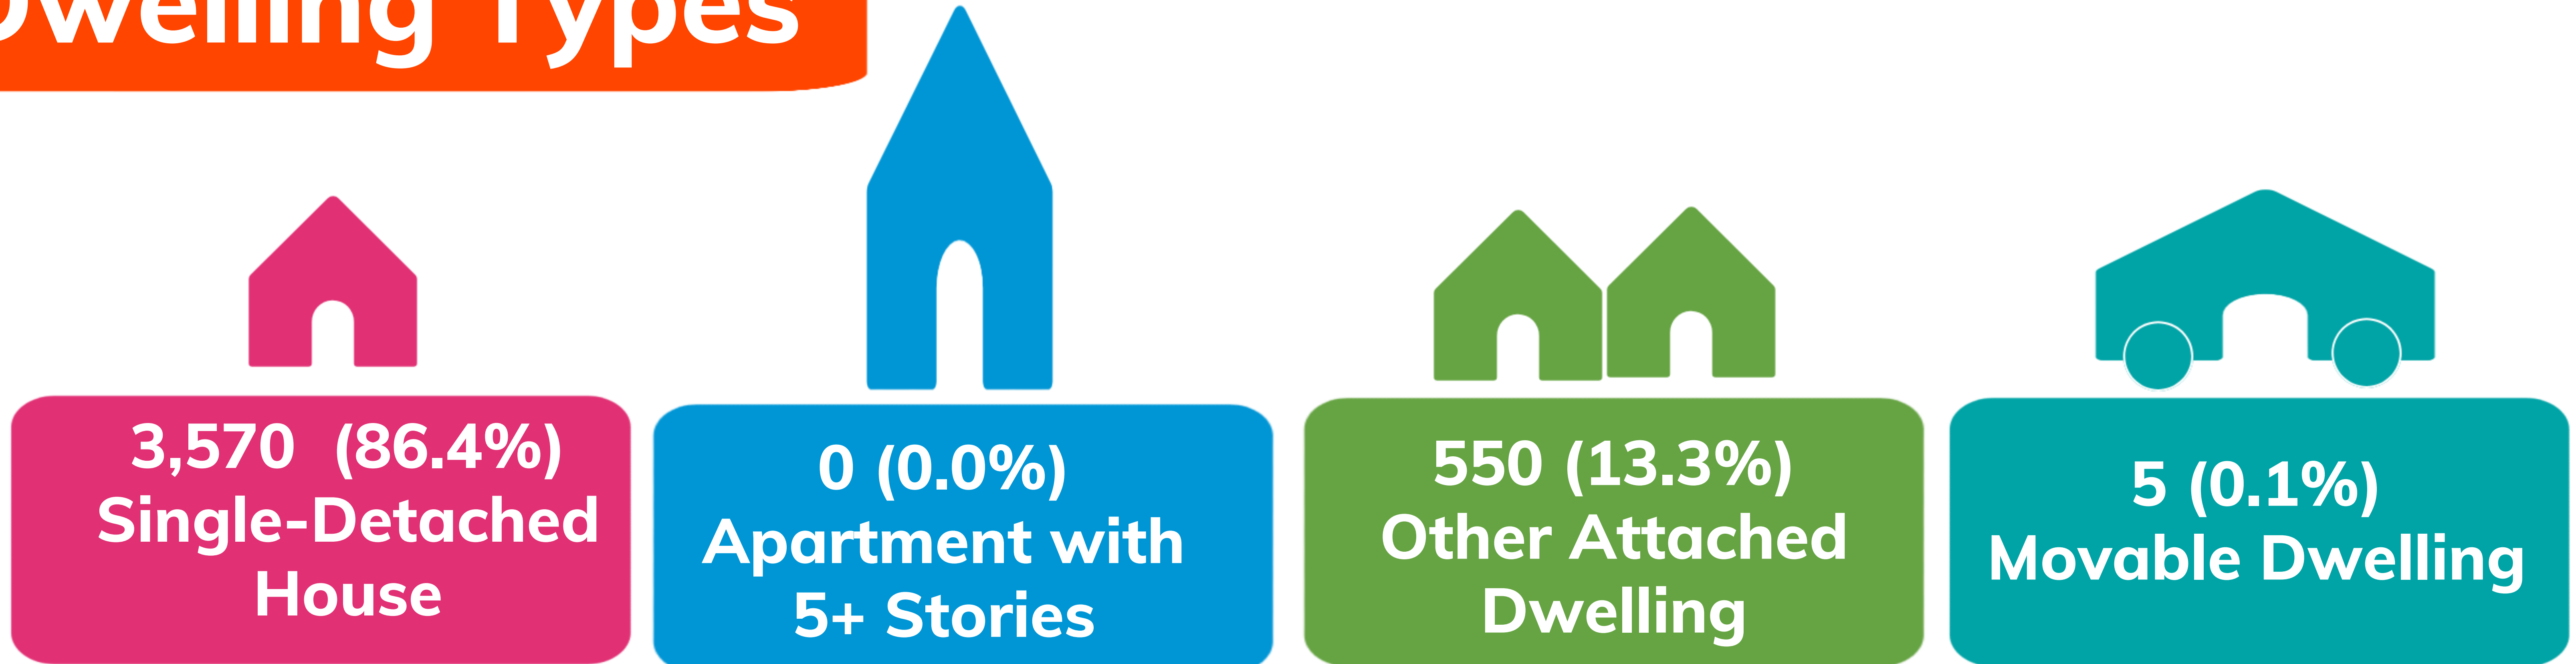 Dwelling Types
3,570 (86.4%)
Single-Detached
House
0 (0.0%)
Apartment with
5+ Stories
550 (13.3%)
Other Attached
Dwelling
5 (0.1%)
Movable Dwelling